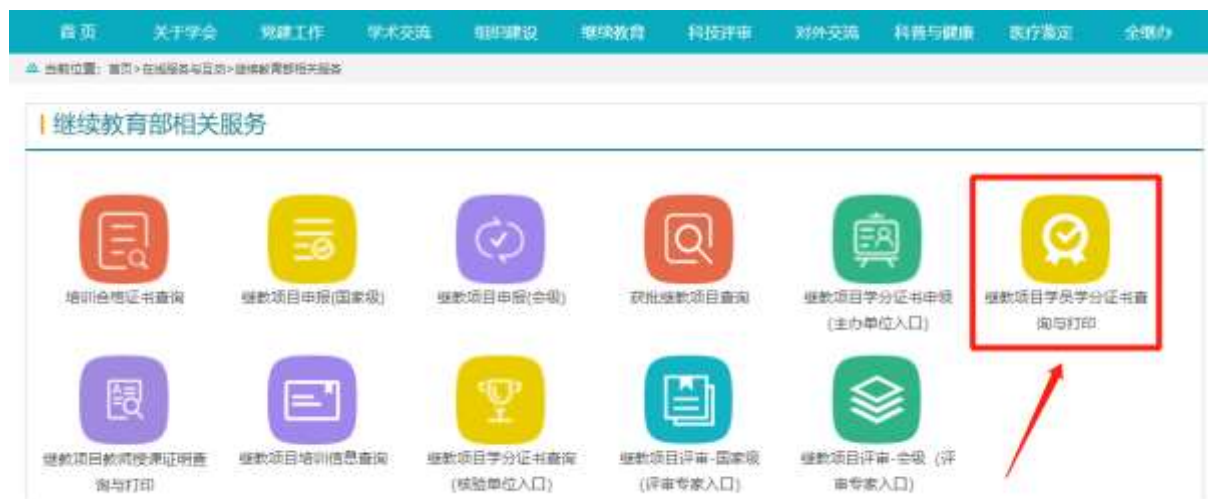 首页 关于学会 党建工作 学术交流 组织建设 继续教育 科技评审 对外交流 科普与健康 医疗鉴定 全继办
当前位置：首页>在线服务与互动>继续教育部相关服务
继续教育部相关服务
培训合格证书查询 继教项目申报(国家级) 继教项目申报(会级) 获批继教项目查询 继教项目学分证书申领 继教项目学员学分证书查
(主办单位入口) 询与打印
继教项目教师授课证明查 继教项目培训信息查询 继教项目学分证书查询 继教项目评审-国家级 继教项目评审-会级（评
询与打印 (核验单位入口) (评审专家入口) 审专家入口)